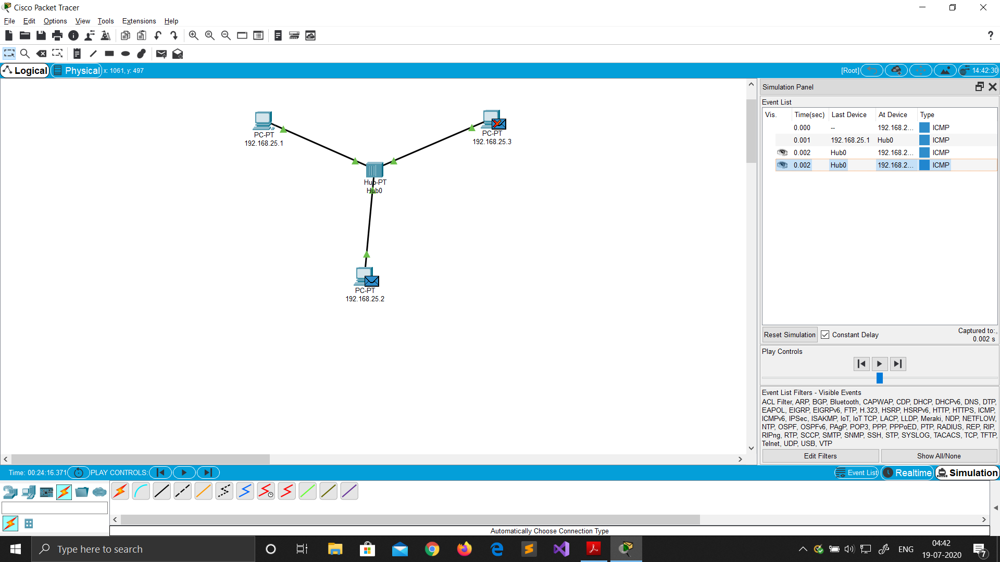 Cisco Packet Tracer
File Edit Options View Tools Extensions Help
?
Logical Physical x: 1061, y: 497 [Root] 14:42:30
PC-PT
192.168.25.1
PC-PT
192.168.25.3
Hub-PT
Hub0
PC-PT
192.168.25.2
Simulation Panel
Event List
Vis. Time(sec) Last Device At Device Type
0.000 -- 192.168.2... ICMP
0.001 192.168.25.1 Hub0 ICMP
0.002 Hub0 192.168.2... ICMP
0.002 Hub0 192.168.2... ICMP
Reset Simulation Constant Delay Captured to:
0.002 s
Play Controls
Event List Filters - Visible Events
ACL Filter, ARP, BGP, Bluetooth, CAPWAP, CDP, DHCP, DHCPv6, DNS, DTP,
EAPOL, EIGRP, EIGRPv6, FTP, H.323, HSRP, HSRPv6, HTTP, HTTPS, ICMP,
ICMPv6, IPSec, ISAKMP, IoT, IoT TCP, LACP, LLDP, Meraki, NDP, NETFLOW,
NTP, OSPF, OSPFv6, PAgP, POP3, PPP, PPPoED, PTP, RADIUS, REP, RIP,
RIPng, RTP, SCCP, SMTP, SNMP, SSH, STP, SYSLOG, TACACS, TCP, TFTP,
Telnet, UDP, USB, VTP
Edit Filters Show All/None
Time: 00:24:16.371 PLAY CONTROLS: Event List Realtime Simulation
Automatically Choose Connection Type
Type here to search
ENG
04:42
19-07-2020
7